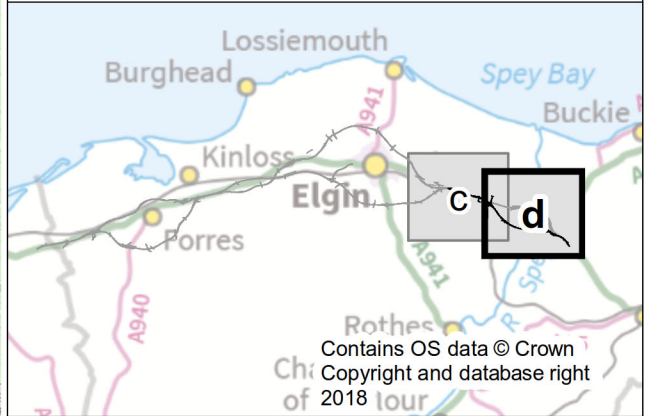 Lossiemouth
Burghead
Spey Bay
Buckie
A941
Kinloss
Elgin
c
d
Forres
A941
A940
Rothes
Contains OS data © Crown
Copyright and database right
2018